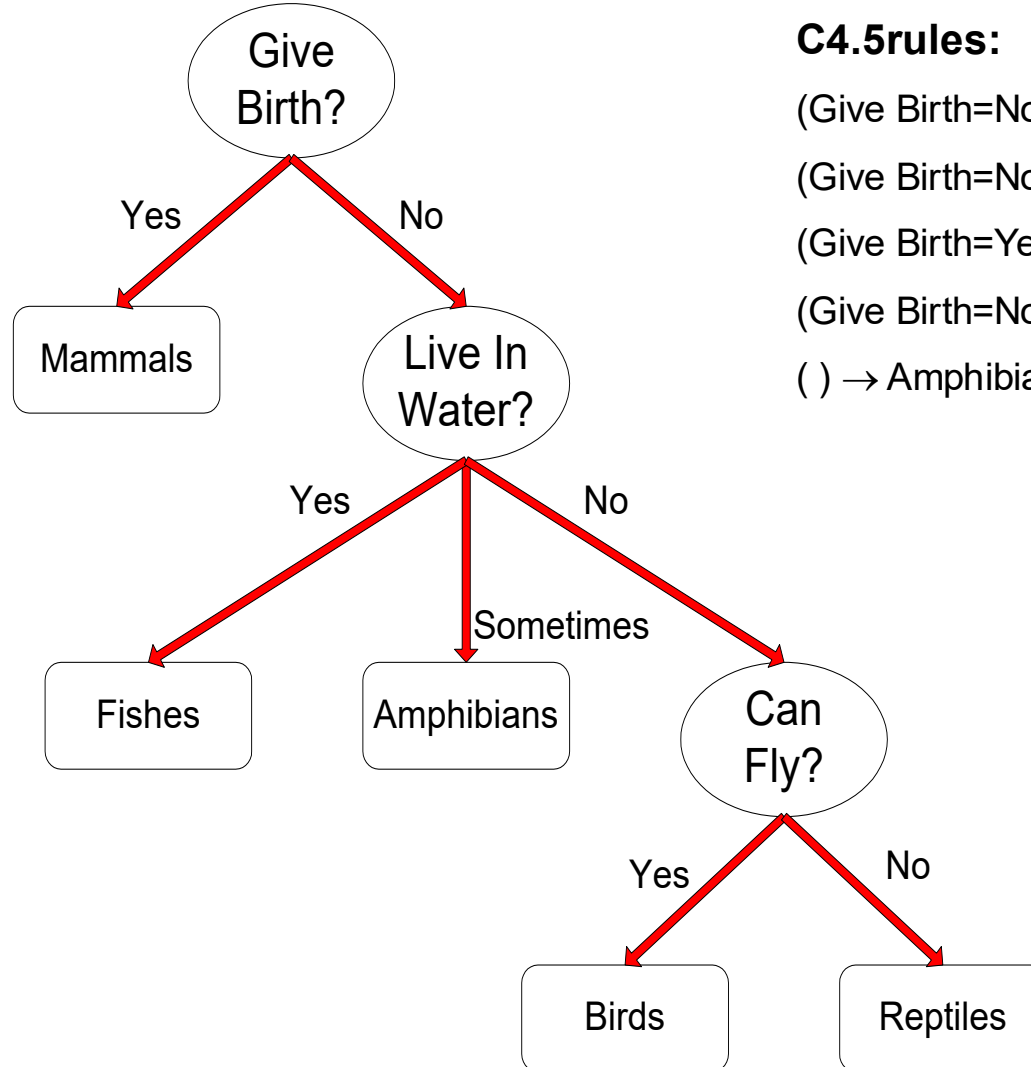 Give
Birth?
Yes
No
Mammals
Live In
Water?
Yes
No
Sometimes
Fishes
Amphibians
Can
Fly?
Yes
No
Birds
Reptiles
C4.5rules:
(Give Birth=No
(Give Birth=No
(Give Birth=Ye
(Give Birth=No
( ) → Amphibia